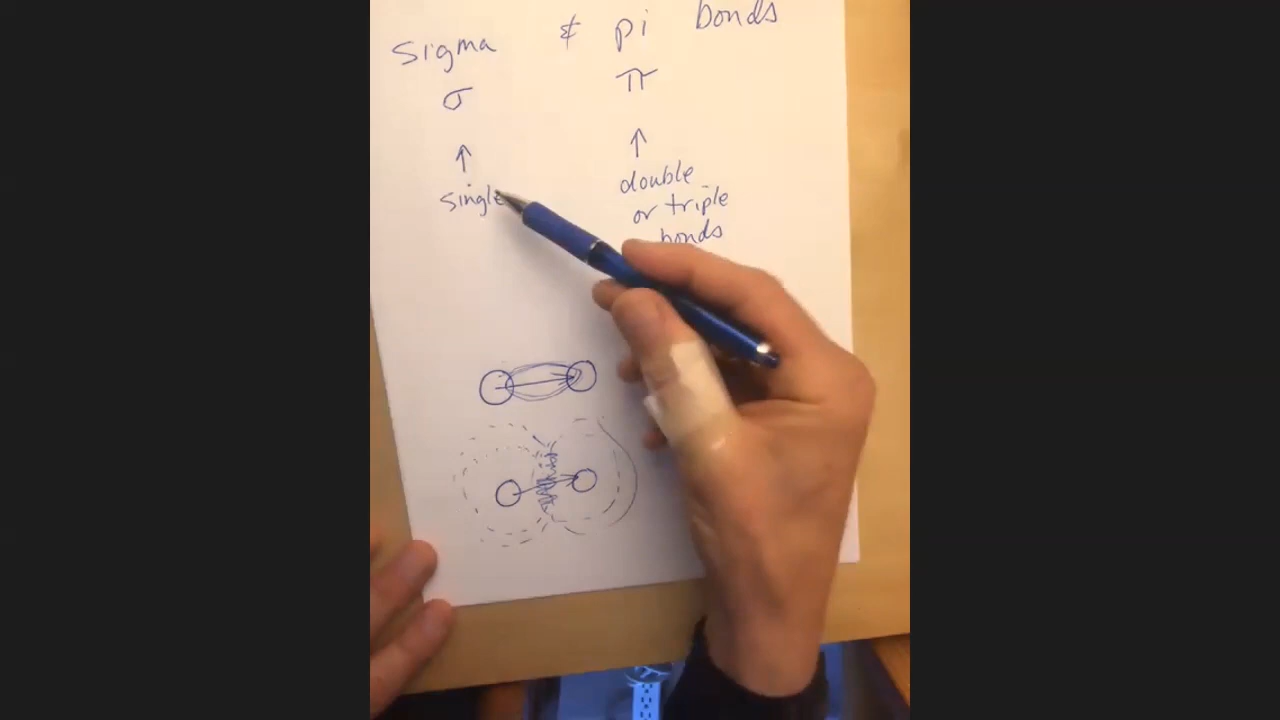 Sigma & pi bonds
σ π
↑ ↑
single double
or triple
bonds